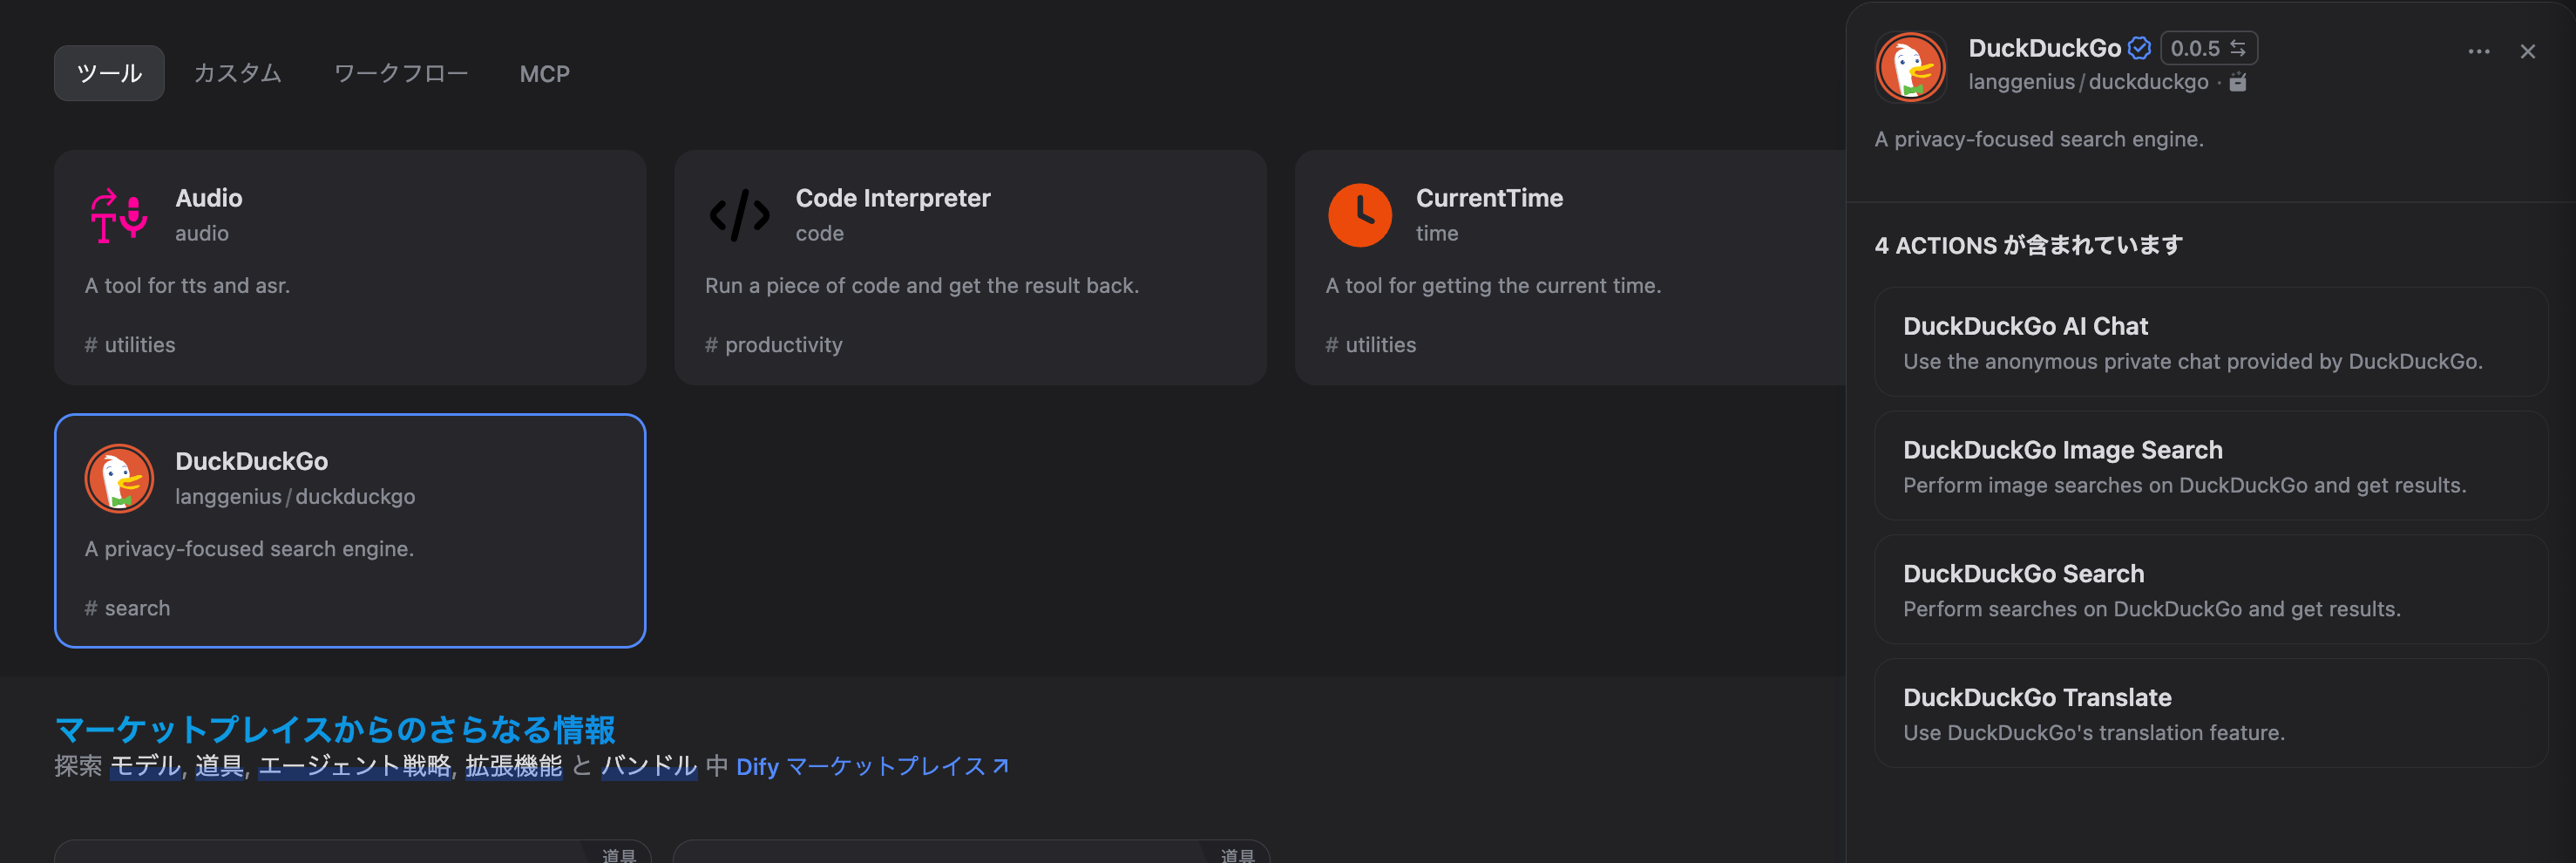 ツール カスタム ワークフロー MCP
Audio
audio
A tool for tts and asr.
# utilities
Code Interpreter
code
Run a piece of code and get the result back.
# productivity
CurrentTime
time
A tool for getting the current time.
# utilities
DuckDuckGo
langgenius/duckduckgo
A privacy-focused search engine.
# search
マーケットプレイスからのさらなる情報
探索 モデル, 道具, エージェント戦略, 拡張機能 と バンドル 中 Dify マーケットプレイス
道具
道具
DuckDuckGo 0.0.5
langgenius/duckduckgo ·
A privacy-focused search engine.
4 ACTIONS が含まれています
DuckDuckGo AI Chat
Use the anonymous private chat provided by DuckDuckGo.
DuckDuckGo Image Search
Perform image searches on DuckDuckGo and get results.
DuckDuckGo Search
Perform searches on DuckDuckGo and get results.
DuckDuckGo Translate
Use DuckDuckGo's translation feature.